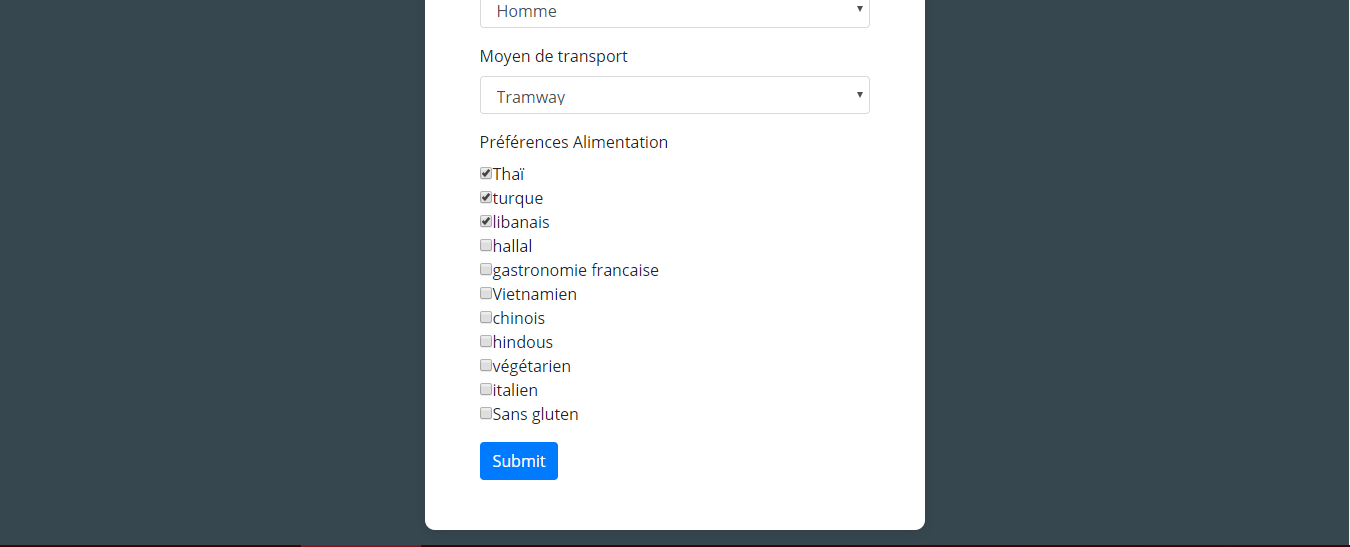 Homme
Moyen de transport
Tramway
Préférences Alimentation
Thaï
turque
libanais
hallal
gastronomie francaise
Vietnamien
chinois
hindous
végétarien
italien
Sans gluten
Submit